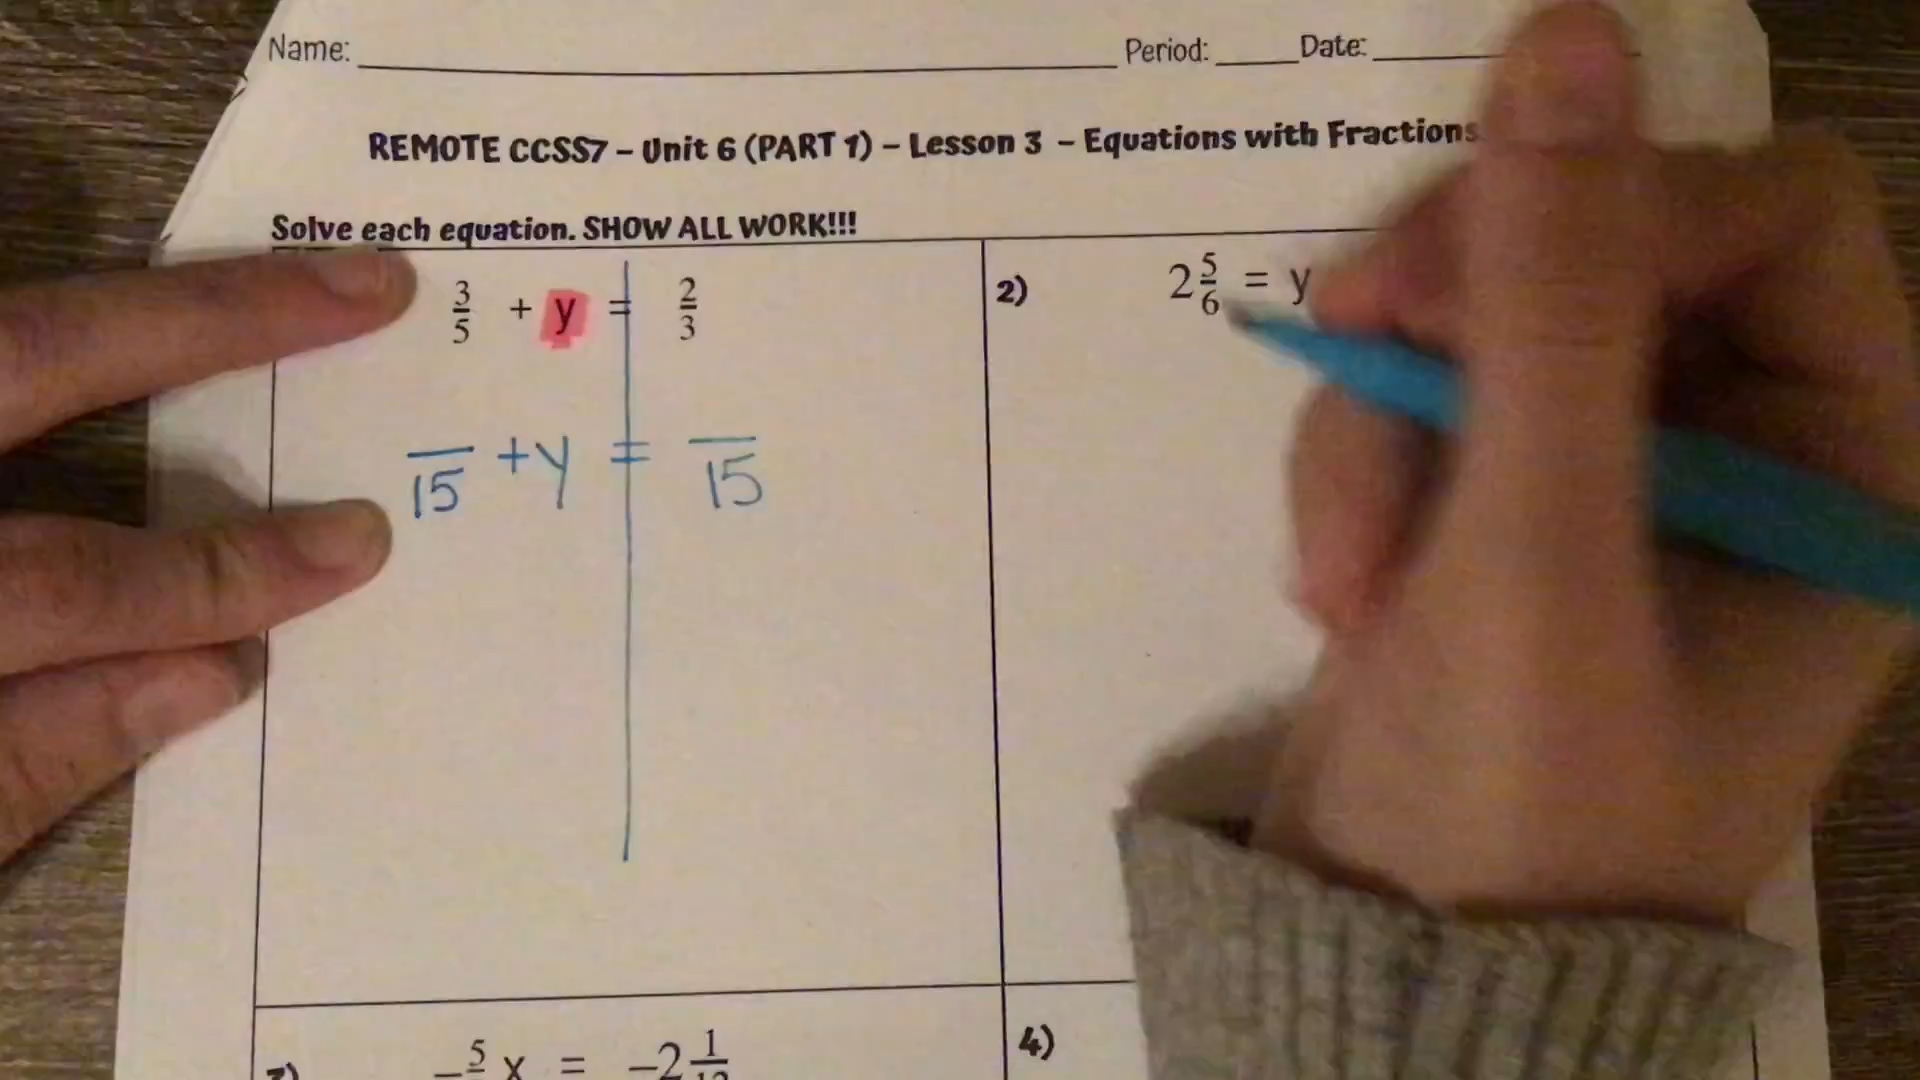 Name: Period: Date:
REMOTE CCSS7 – Unit 6 (PART 1) – Lesson 3 – Equations with Fractions
Solve each equation. SHOW ALL WORK!!!
3/5 + y = 2/3
/15 + y = /15
2) 2 5/6 = y
x = -2
4)